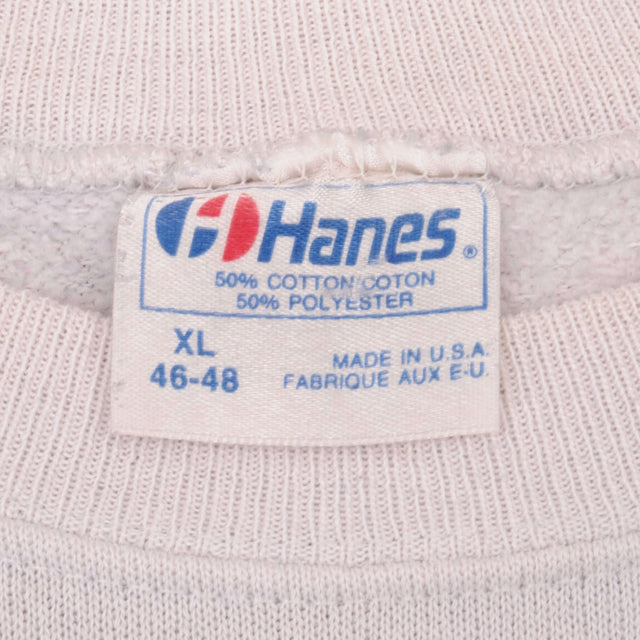 Hanes®
50% COTTON/COTON
50% POLYESTER
XL
46-48
MADE IN U.S.A.
FABRIQUE AUX E-U.